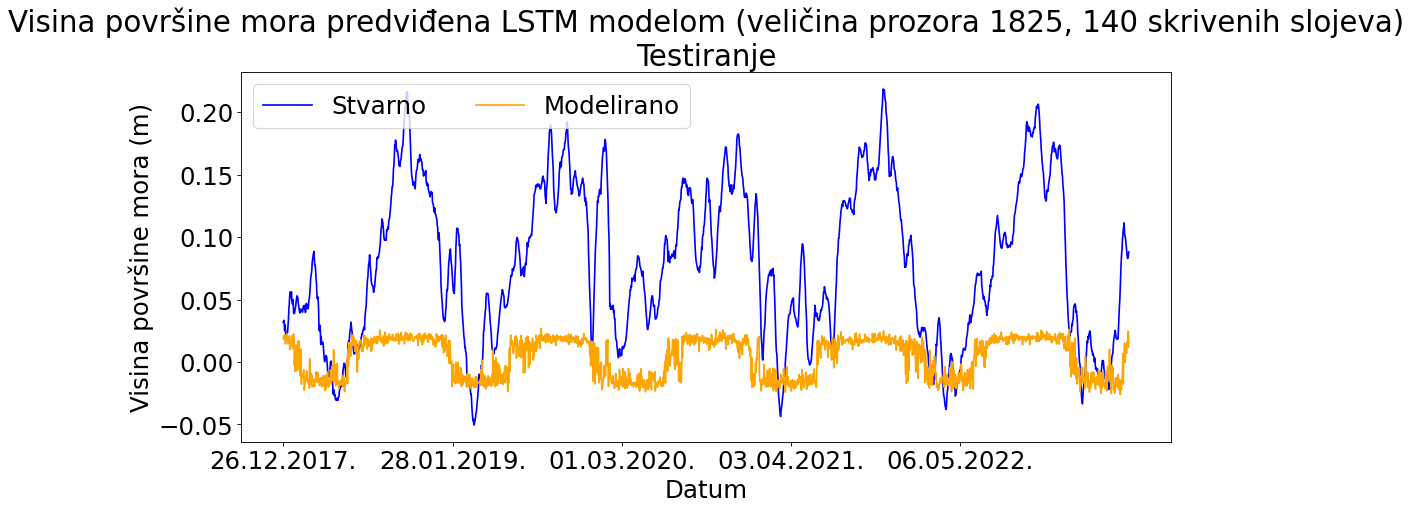 Visina površine mora predviđena LSTM modelom (veličina prozora 1825, 140 skrivenih slojeva)
Testiranje
Stvarno
Modelirano
Visina površine mora (m)
0.20
0.15
0.10
0.05
0.00
−0.05
26.12.2017.
28.01.2019.
01.03.2020.
03.04.2021.
06.05.2022.
Datum